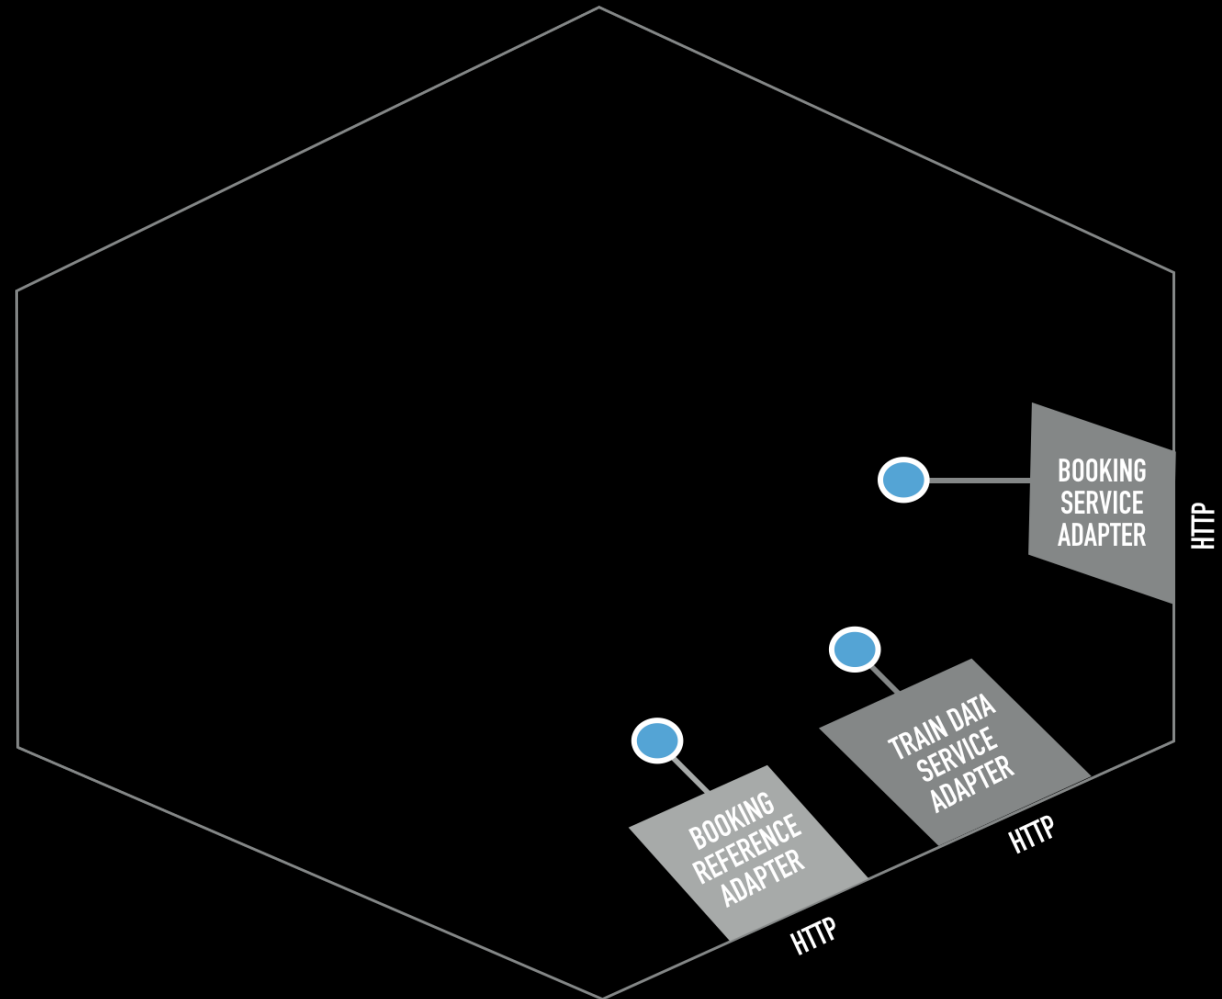 BOOKING
SERVICE
ADAPTER
HTTP
TRAIN DATA
SERVICE
ADAPTER
HTTP
BOOKING
REFERENCE
ADAPTER
HTTP